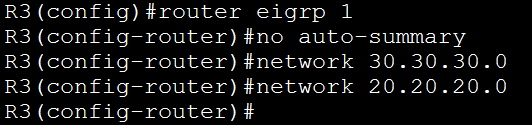 R3(config)#router eigrp 1
R3(config-router)#no auto-summary
R3(config-router)#network 30.30.30.0
R3(config-router)#network 20.20.20.0
R3(config-router)#